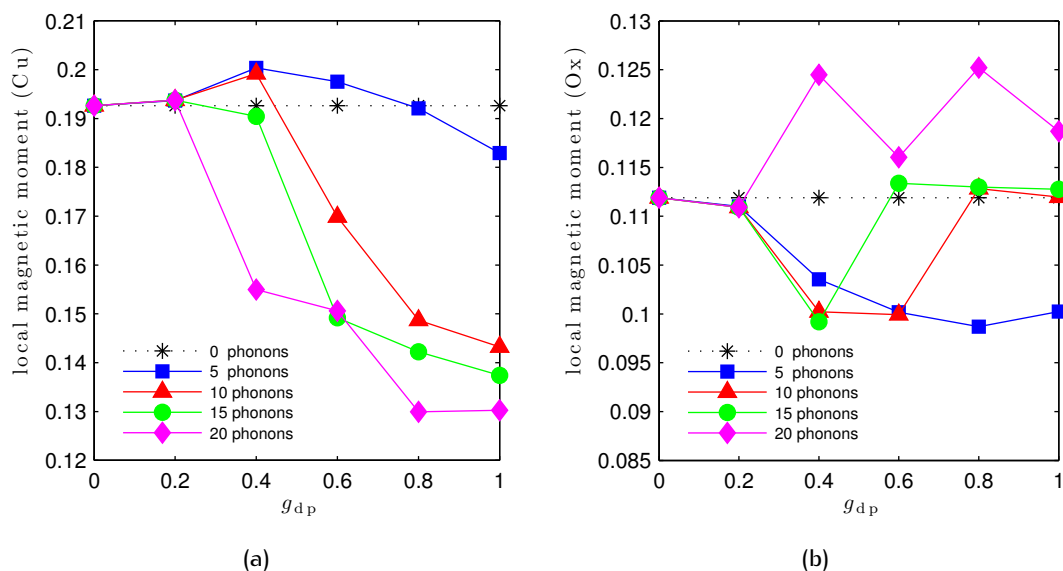 0.21
0.2
0.19
0.18
0.17
0.16
0.15
0.14
0.13
0.12
local magnetic moment (Cu)
0 phonons
5 phonons
10 phonons
15 phonons
20 phonons
0 0.2 0.4 0.6 0.8 1
g_dp
(a)
0.13
0.125
0.12
0.115
0.11
0.105
0.1
0.095
0.09
0.085
local magnetic moment (Ox)
0 phonons
5 phonons
10 phonons
15 phonons
20 phonons
0 0.2 0.4 0.6 0.8 1
g_dp
(b)